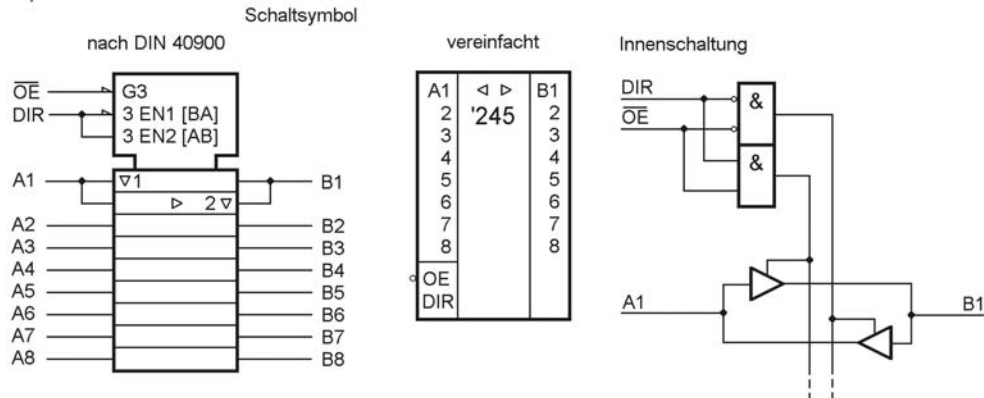 Schaltsymbol
nach DIN 40900
vereinfacht
Innenschaltung
OE
DIR
G3
3 EN1 [BA]
3 EN2 [AB]
A1
▽1
B1
▷ 2▽
A2
B2
A3
B3
A4
B4
A5
B5
A6
B6
A7
B7
A8
B8
A1
◁ ▷
B1
2
'245
2
3
3
4
4
5
5
6
6
7
7
8
8
OE
DIR
DIR
&
OE
&
A1
B1